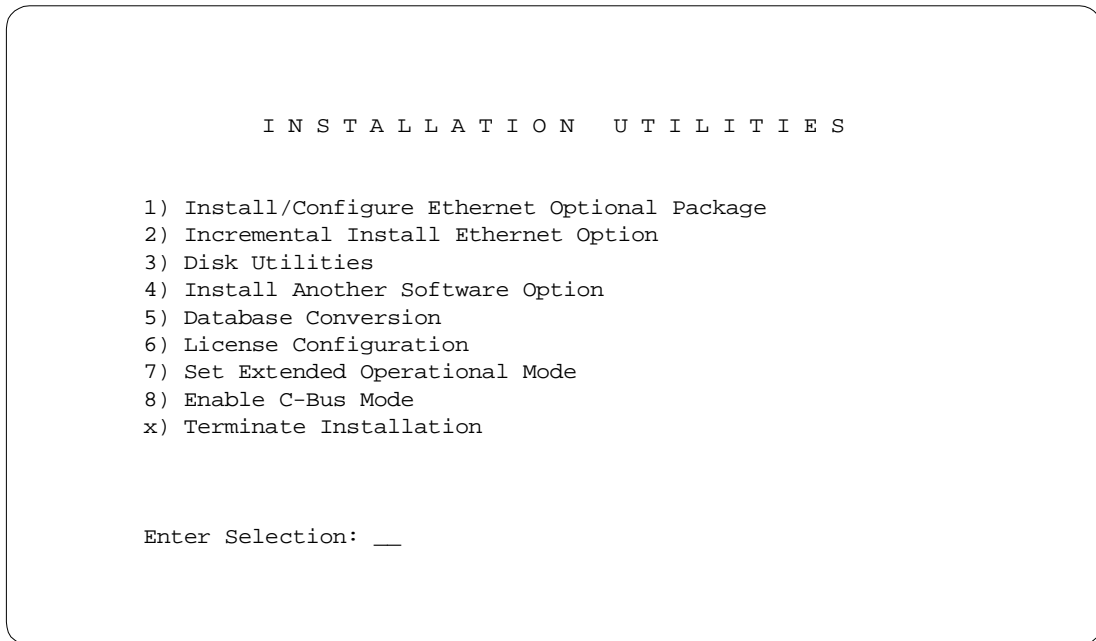 I N S T A L L A T I O N   U T I L I T I E S
1) Install/Configure Ethernet Optional Package
2) Incremental Install Ethernet Option
3) Disk Utilities
4) Install Another Software Option
5) Database Conversion
6) License Configuration
7) Set Extended Operational Mode
8) Enable C-Bus Mode
x) Terminate Installation
Enter Selection: __